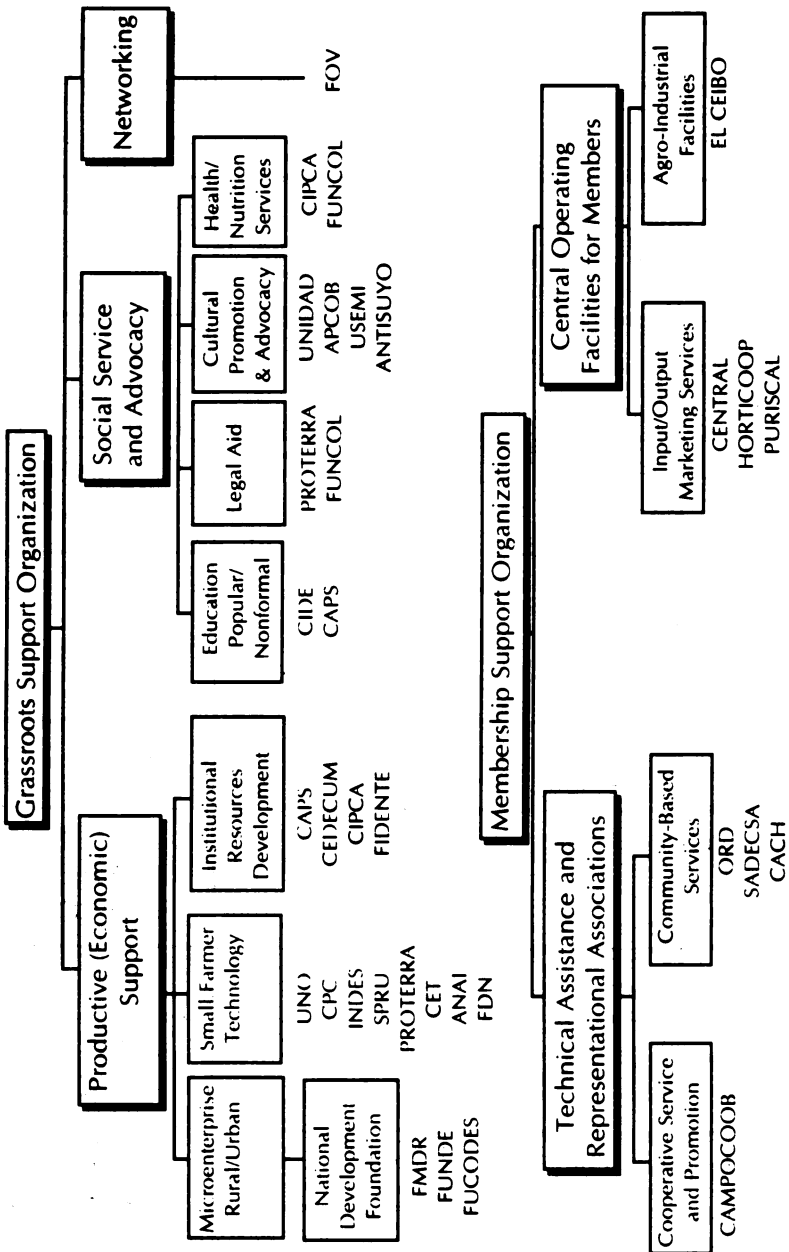 Grassroots Support Organization
Productive (Economic)
Support
Social Service
and Advocacy
Networking
Microenterprise
Rural/Urban
Small Farmer
Technology
Institutional
Resources
Development
Education
Popular/
Nonformal
Legal Aid
Cultural
Promotion
& Advocacy
Health/
Nutrition
Services
FOV
National
Development
Foundation
FMDR
FUNDE
FUCODES
UNO
CPC
INDES
SPRU
PROTERRA
CET
ANAI
FDN
CAPS
CEDECUM
CIPCA
FIDENTE
CIDE
CAPS
PROTERRA
FUNCOL
UNIDAD
APCOB
USEMI
ANTISUYO
CIPCA
FUNCOL
Membership Support Organization
Technical Assistance and
Representational Associations
Central Operating
Facilities for Members
Cooperative Service
and Promotion
CAMPOCOOB
Community-Based
Services
ORD
SADECSA
CACH
Input/Output
Marketing Services
CENTRAL
HORTICOOP
PURISCAL
Agro-Industrial
Facilities
EL CEIBO